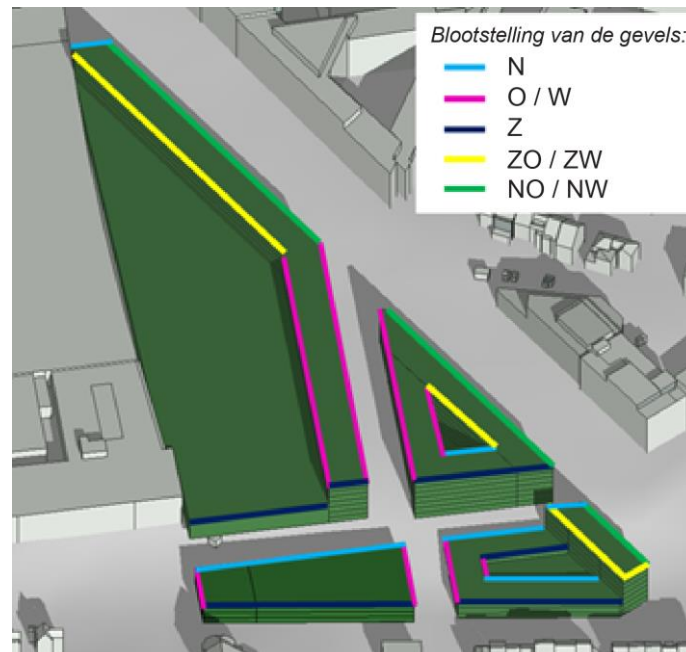 Blootstelling van de gevels:
N
O / W
Z
ZO / ZW
NO / NW